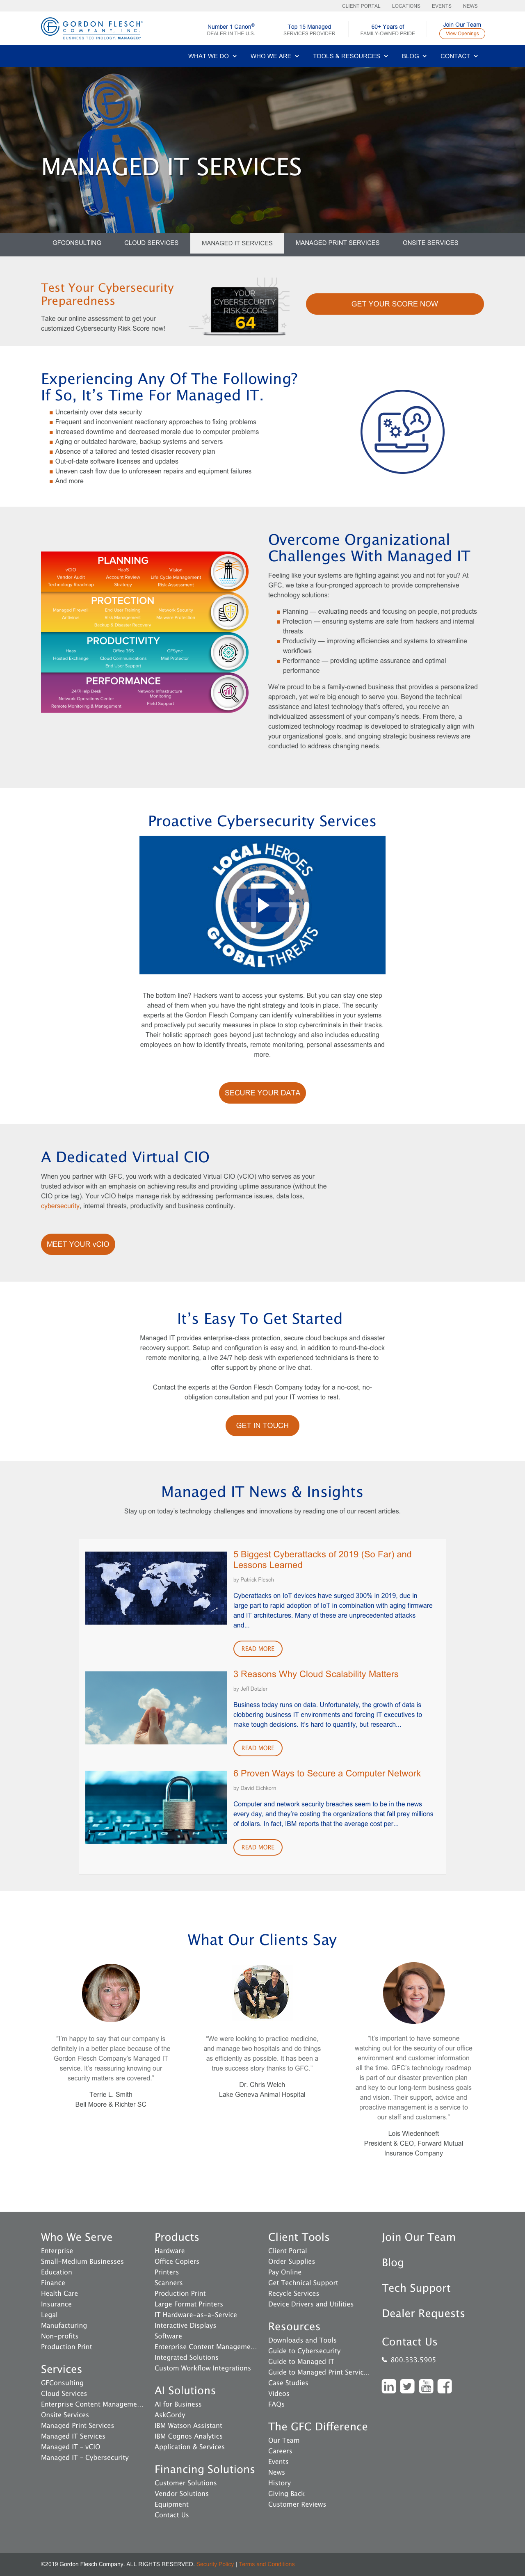 CLIENT PORTAL LOCATIONS EVENTS NEWS
GORDON FLESCH®
COMPANY, INC.
BUSINESS TECHNOLOGY MANAGED
Number 1 Canon®
DEALER IN THE U.S.
Top 15 Managed
SERVICES PROVIDER
60+ Years of
FAMILY-OWNED PRIDE
Join Our Team
View Openings
WHAT WE DO WHO WE ARE TOOLS & RESOURCES BLOG CONTACT
MANAGED IT SERVICES
GFCONSULTING CLOUD SERVICES MANAGED IT SERVICES MANAGED PRINT SERVICES ONSITE SERVICES
Test Your Cybersecurity
Preparedness
Take our online assessment to get your
customized Cybersecurity Risk Score now!
YOUR
CYBERSECURITY
RISK SCORE
64
GET YOUR SCORE NOW
Experiencing Any Of The Following?
If So, It's Time For Managed IT.
Uncertainty over data security
Frequent and inconvenient reactionary approaches to fixing problems
Increased downtime and decreased morale due to computer problems
Aging or outdated hardware, backup systems and servers
Absence of a tailored and tested disaster recovery plan
Out-of-date software licenses and updates
Uneven cash flow due to unforeseen repairs and equipment failures
And more
PLANNING
vCIO HaaS Vision
Vendor Audit Account Review Life Cycle Management
Technology Roadmap Strategy Risk Assessment
PROTECTION
Managed Firewall End User Training Network Security
Antivirus Risk Management Malware Protection
Backup & Disaster Recovery
PRODUCTIVITY
Haas Office 365 GFSync
Hosted Exchange Cloud Communications Mail Protector
End User Support
PERFORMANCE
24/7Help Desk Network Infrastructure
Network Operations Center Monitoring
Remote Monitoring & Management Field Support
Overcome Organizational
Challenges With Managed IT
Feeling like your systems are fighting against you and not for you? At
GFC, we take a four-pronged approach to provide comprehensive
technology solutions:
Planning — evaluating needs and focusing on people, not products
Protection — ensuring systems are safe from hackers and internal
threats
Productivity — improving efficiencies and systems to streamline
workflows
Performance — providing uptime assurance and optimal
performance
We're proud to be a family-owned business that provides a personalized
approach, yet we're big enough to serve you. Beyond the technical
assistance and latest technology that's offered, you receive an
individualized assessment of your company's needs. From there, a
customized technology roadmap is developed to strategically align with
your organizational goals, and ongoing strategic business reviews are
conducted to address changing needs.
Proactive Cybersecurity Services
LOCAL HEROES
GLOBAL THREATS
The bottom line? Hackers want to access your systems. But you can stay one step
ahead of them when you have the right strategy and tools in place. The security
experts at the Gordon Flesch Company can identify vulnerabilities in your systems
and proactively put security measures in place to stop cybercriminals in their tracks.
Their holistic approach goes beyond just technology and also includes educating
employees on how to identify threats, remote monitoring, personal assessments and
more.
SECURE YOUR DATA
A Dedicated Virtual CIO
When you partner with GFC, you work with a dedicated Virtual CIO (vCIO) who serves as your
trusted advisor with an emphasis on achieving results and providing uptime assurance (without the
CIO price tag). Your vCIO helps manage risk by addressing performance issues, data loss,
cybersecurity, internal threats, productivity and business continuity.
MEET YOUR vCIO
It's Easy To Get Started
Managed IT provides enterprise-class protection, secure cloud backups and disaster
recovery support. Setup and configuration is easy and, in addition to round-the-clock
remote monitoring, a live 24/7 help desk with experienced technicians is there to
offer support by phone or live chat.
Contact the experts at the Gordon Flesch Company today for a no-cost, no-
obligation consultation and put your IT worries to rest.
GET IN TOUCH
Managed IT News & Insights
Stay up on today's technology challenges and innovations by reading one of our recent articles.
5 Biggest Cyberattacks of 2019 (So Far) and
Lessons Learned
by Patrick Flesch
Cyberattacks on IoT devices have surged 300% in 2019, due in
large part to rapid adoption of IoT in combination with aging firmware
and IT architectures. Many of these are unprecedented attacks
and...
READ MORE
3 Reasons Why Cloud Scalability Matters
by Jeff Dotzler
Business today runs on data. Unfortunately, the growth of data is
clobbering business IT environments and forcing IT executives to
make tough decisions. It's hard to quantify, but research...
READ MORE
6 Proven Ways to Secure a Computer Network
by David Eichkorn
Computer and network security breaches seem to be in the news
every day, and they're costing the organizations that fall prey millions
of dollars. In fact, IBM reports that the average cost per...
READ MORE
What Our Clients Say
"I'm happy to say that our company is
definitely in a better place because of the
Gordon Flesch Company's Managed IT
service. It's reassuring knowing our
security matters are covered."
Terrie L. Smith
Bell Moore & Richter SC
"We were looking to practice medicine,
and manage two hospitals and do things
as efficiently as possible. It has been a
true success story thanks to GFC."
Dr. Chris Welch
Lake Geneva Animal Hospital
"It's important to have someone
watching out for the security of our office
environment and customer information
all the time. GFC's technology roadmap
is part of our disaster prevention plan
and key to our long-term business goals
and vision. Their support, advice and
proactive management is a service to
our staff and customers."
Lois Wiedenhoeft
President & CEO, Forward Mutual
Insurance Company
Who We Serve
Enterprise
Small-Medium Businesses
Education
Finance
Health Care
Insurance
Legal
Manufacturing
Non-profits
Production Print
Services
GFConsulting
Cloud Services
Enterprise Content Manageme...
Onsite Services
Managed Print Services
Managed IT Services
Managed IT - vCIO
Managed IT - Cybersecurity
Products
Hardware
Office Copiers
Printers
Scanners
Production Print
Large Format Printers
IT Hardware-as-a-Service
Interactive Displays
Software
Enterprise Content Manageme...
Integrated Solutions
Custom Workflow Integrations
AI Solutions
AI for Business
AskGordy
IBM Watson Assistant
IBM Cognos Analytics
Application & Services
Financing Solutions
Customer Solutions
Vendor Solutions
Equipment
Contact Us
Client Tools
Client Portal
Order Supplies
Pay Online
Get Technical Support
Recycle Services
Device Drivers and Utilities
Resources
Downloads and Tools
Guide to Cybersecurity
Guide to Managed IT
Guide to Managed Print Servic...
Case Studies
Videos
FAQs
The GFC Difference
Our Team
Careers
Events
News
History
Giving Back
Customer Reviews
Join Our Team
Blog
Tech Support
Dealer Requests
Contact Us
800.333.5905
©2019 Gordon Flesch Company. ALL RIGHTS RESERVED. Security Policy | Terms and Conditions